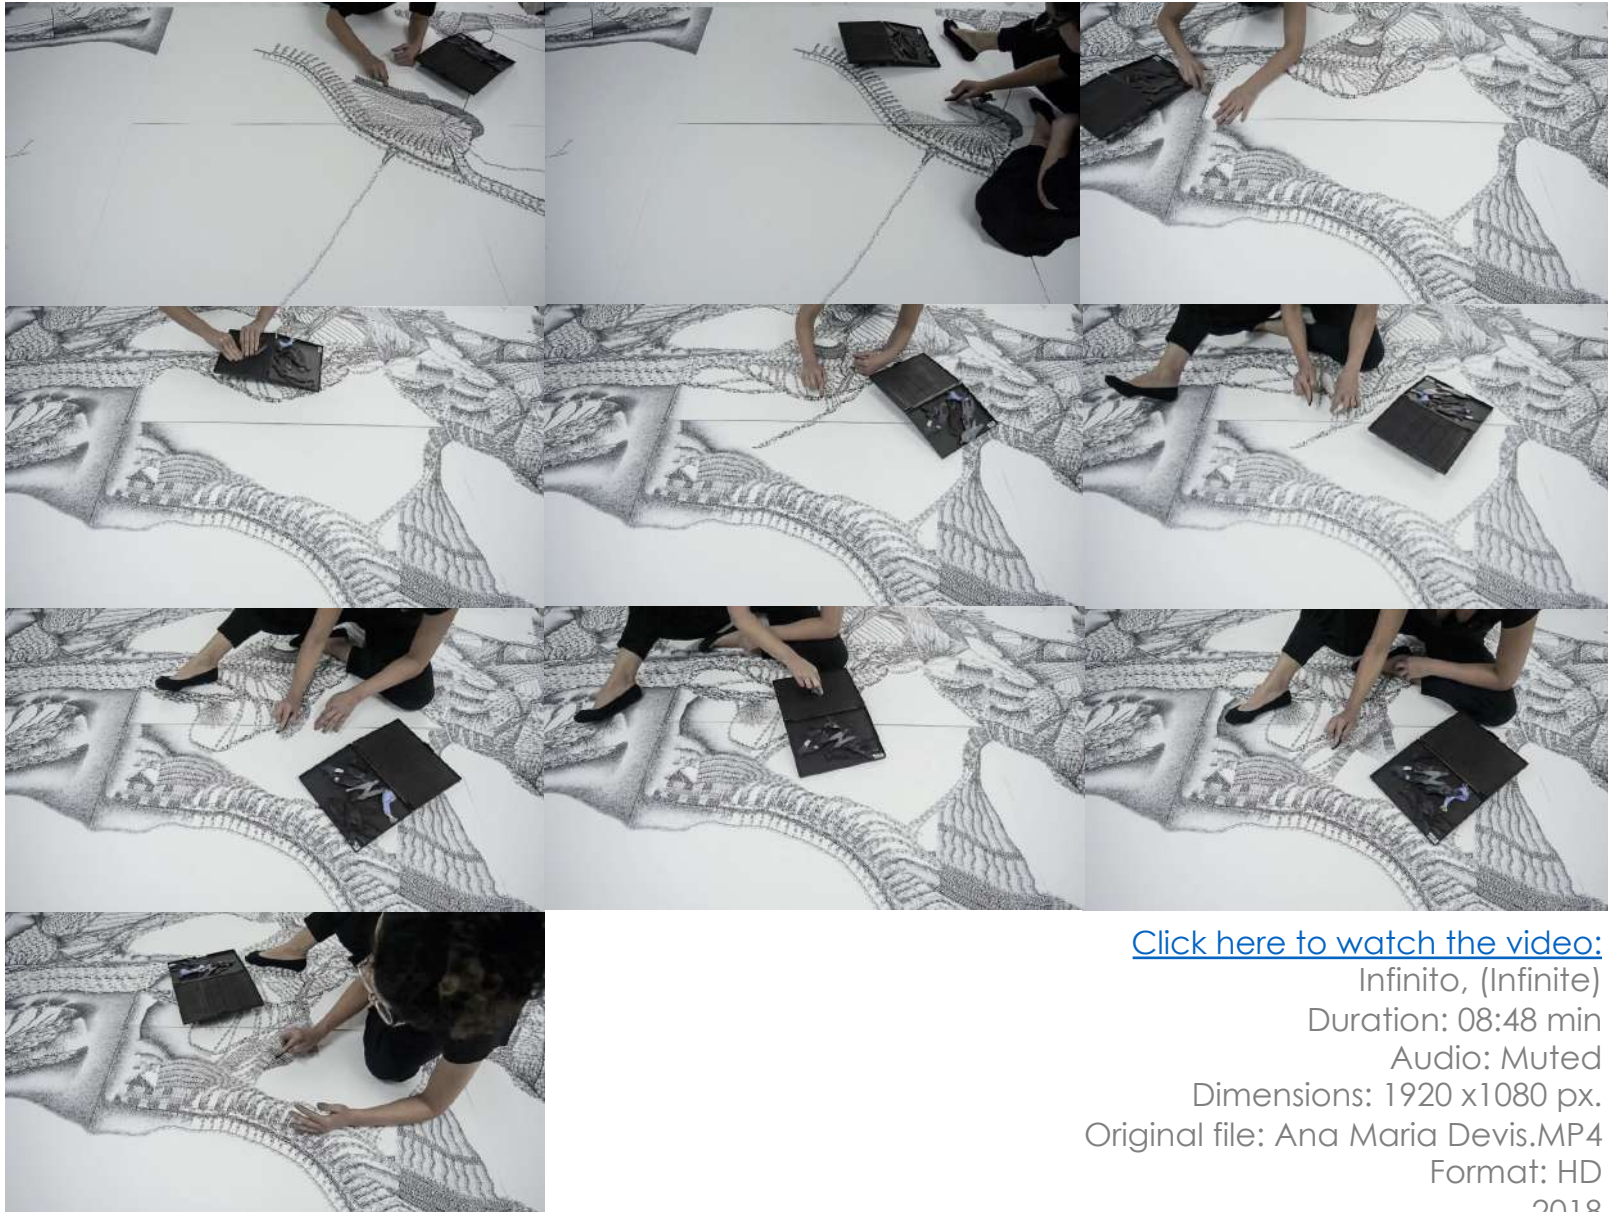 Click here to watch the video:
Infinito, (Infinite)
Duration: 08:48 min
Audio: Muted
Dimensions: 1920 x1080 px.
Original file: Ana Maria Devis.MP4
Format: HD
2018